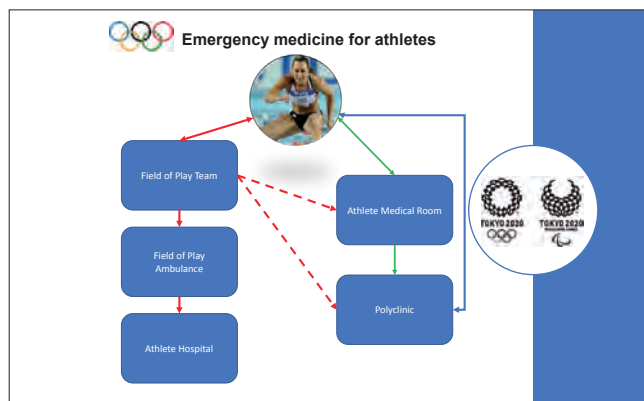 Emergency medicine for athletes
Field of Play Team
Athlete Medical Room
TOKYO 2020
TOKYO 2020
Field of Play
Ambulance
Polyclinic
Athlete Hospital